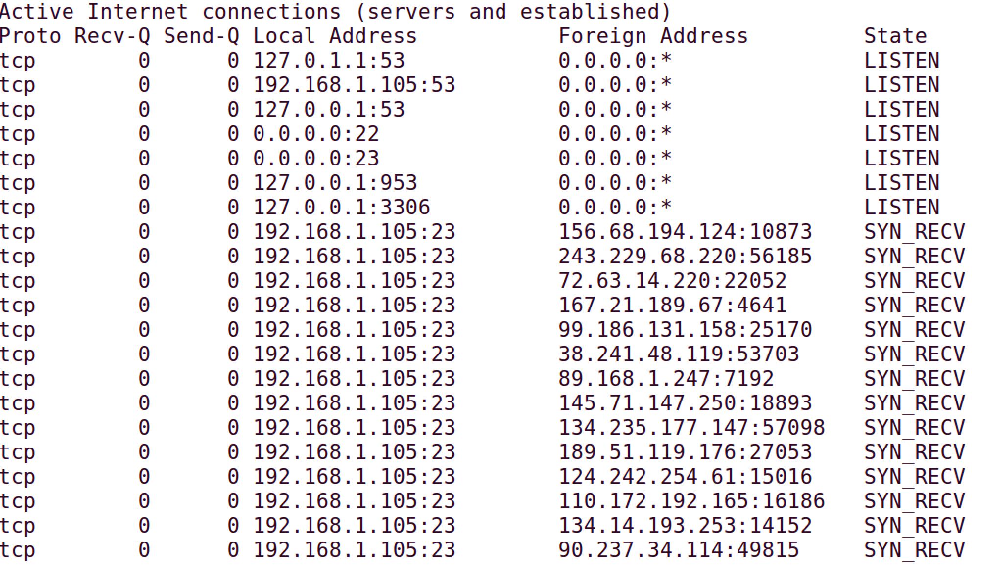 Active Internet connections (servers and established)
Proto Recv-Q Send-Q Local Address           Foreign Address         State
tcp        0      0 127.0.1.1:53            0.0.0.0:*               LISTEN
tcp        0      0 192.168.1.105:53        0.0.0.0:*               LISTEN
tcp        0      0 127.0.0.1:53            0.0.0.0:*               LISTEN
tcp        0      0 0.0.0.0:22              0.0.0.0:*               LISTEN
tcp        0      0 0.0.0.0:23              0.0.0.0:*               LISTEN
tcp        0      0 127.0.0.1:953           0.0.0.0:*               LISTEN
tcp        0      0 127.0.0.1:3306          0.0.0.0:*               LISTEN
tcp        0      0 192.168.1.105:23        156.68.194.124:10873    SYN_RECV
tcp        0      0 192.168.1.105:23        243.229.68.220:56185    SYN_RECV
tcp        0      0 192.168.1.105:23        72.63.14.220:22052      SYN_RECV
tcp        0      0 192.168.1.105:23        167.21.189.67:4641      SYN_RECV
tcp        0      0 192.168.1.105:23        99.186.131.158:25170    SYN_RECV
tcp        0      0 192.168.1.105:23        38.241.48.119:53703     SYN_RECV
tcp        0      0 192.168.1.105:23        89.168.1.247:7192       SYN_RECV
tcp        0      0 192.168.1.105:23        145.71.147.250:18893    SYN_RECV
tcp        0      0 192.168.1.105:23        134.235.177.147:57098   SYN_RECV
tcp        0      0 192.168.1.105:23        189.51.119.176:27053    SYN_RECV
tcp        0      0 192.168.1.105:23        124.242.254.61:15016    SYN_RECV
tcp        0      0 192.168.1.105:23        110.172.192.165:16186   SYN_RECV
tcp        0      0 192.168.1.105:23        134.14.193.253:14152    SYN_RECV
tcp        0      0 192.168.1.105:23        90.237.34.114:49815     SYN_RECV